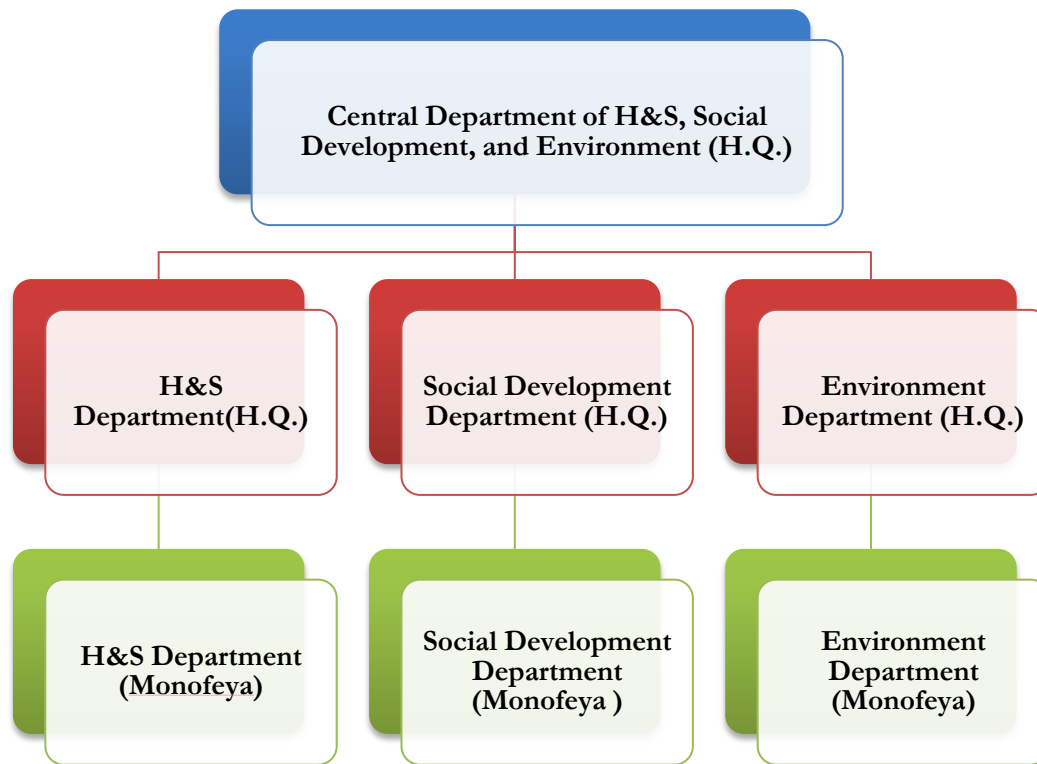 Central Department of H&S, Social
Development, and Environment (H.Q.)
H&S
Department(H.Q.)
Social Development
Department (H.Q.)
Environment
Department (H.Q.)
H&S Department
(Monofeya)
Social Development
Department
(Monofeya )
Environment
Department
(Monofeya)